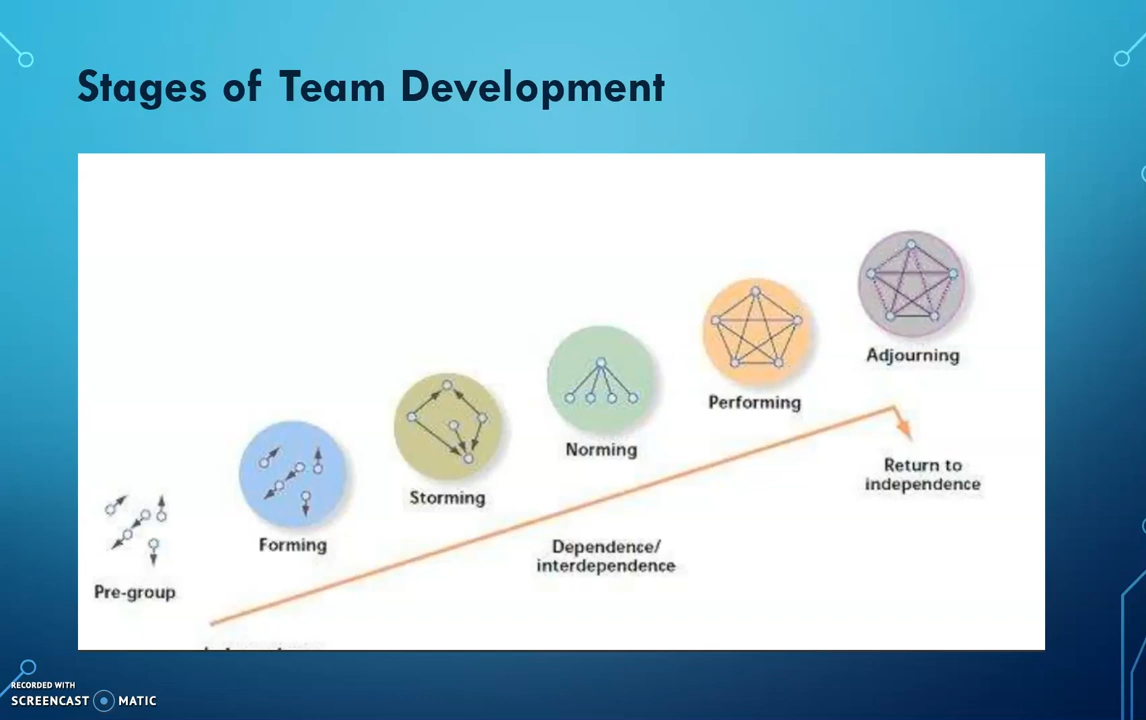 Stages of Team Development
Adjourning
Performing
Norming
Return to
independence
Storming
Forming
Dependence/
interdependence
Pre-group
RECORDED WITH
SCREENCAST MATIC